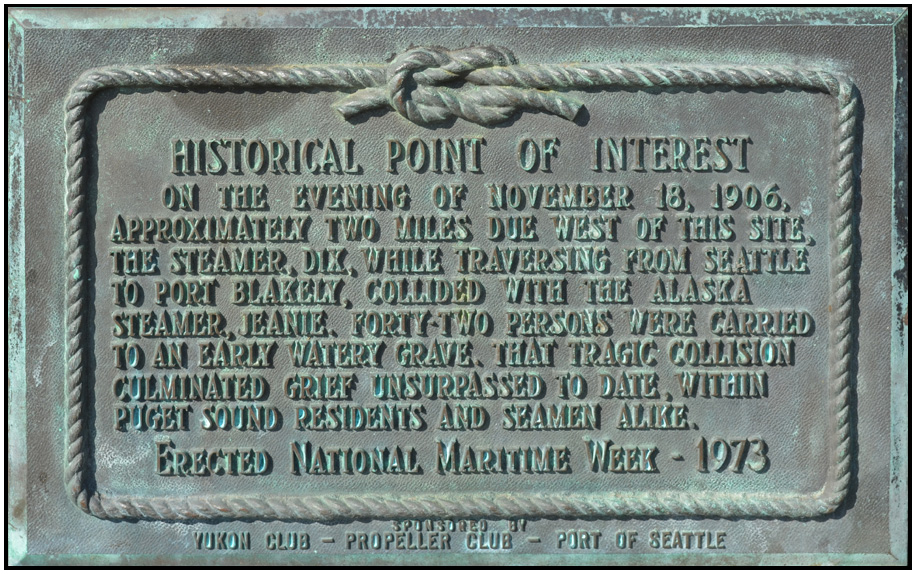 HISTORICAL POINT OF INTEREST
ON THE EVENING OF NOVEMBER 18, 1906,
APPROXIMATELY TWO MILES DUE WEST OF THIS SITE,
THE STEAMER, DIX, WHILE TRAVERSING FROM SEATTLE
TO PORT BLAKELY, COLLIDED WITH THE ALASKA
STEAMER, JEANIE. FORTY-TWO PERSONS WERE CARRIED
TO AN EARLY WATERY GRAVE. THAT TRAGIC COLLISION
CULMINATED GRIEF UNSURPASSED TO DATE, WITHIN
PUGET SOUND RESIDENTS AND SEAMEN ALIKE.
ERECTED NATIONAL MARITIME WEEK - 1973
SPONSORED BY
YUKON CLUB - PROPELLER CLUB - PORT OF SEATTLE